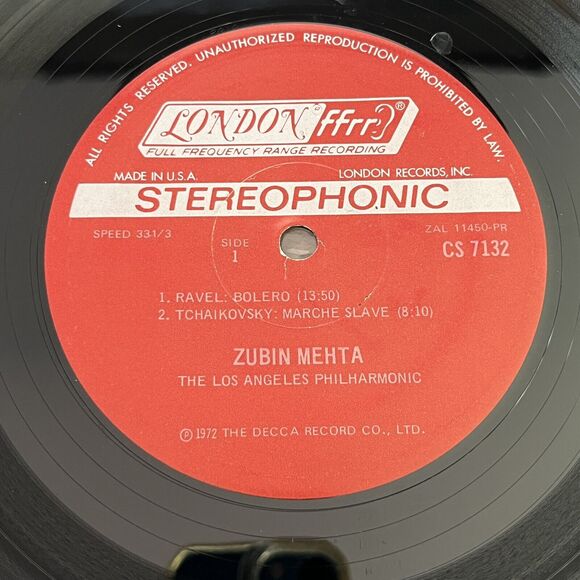 ALL RIGHTS RESERVED. UNAUTHORIZED REPRODUCTION IS PROHIBITED BY LAW.
LONDON ffrr ®
FULL FREQUENCY RANGE RECORDING
MADE IN U.S.A. LONDON RECORDS, INC.
STEREOPHONIC
SPEED 331/3 SIDE 1 ZAL 11450-PR
CS 7132
1. RAVEL: BOLERO (13:50)
2. TCHAIKOVSKY: MARCHE SLAVE (8:10)
ZUBIN MEHTA
THE LOS ANGELES PHILHARMONIC
℗ 1972 THE DECCA RECORD CO., LTD.